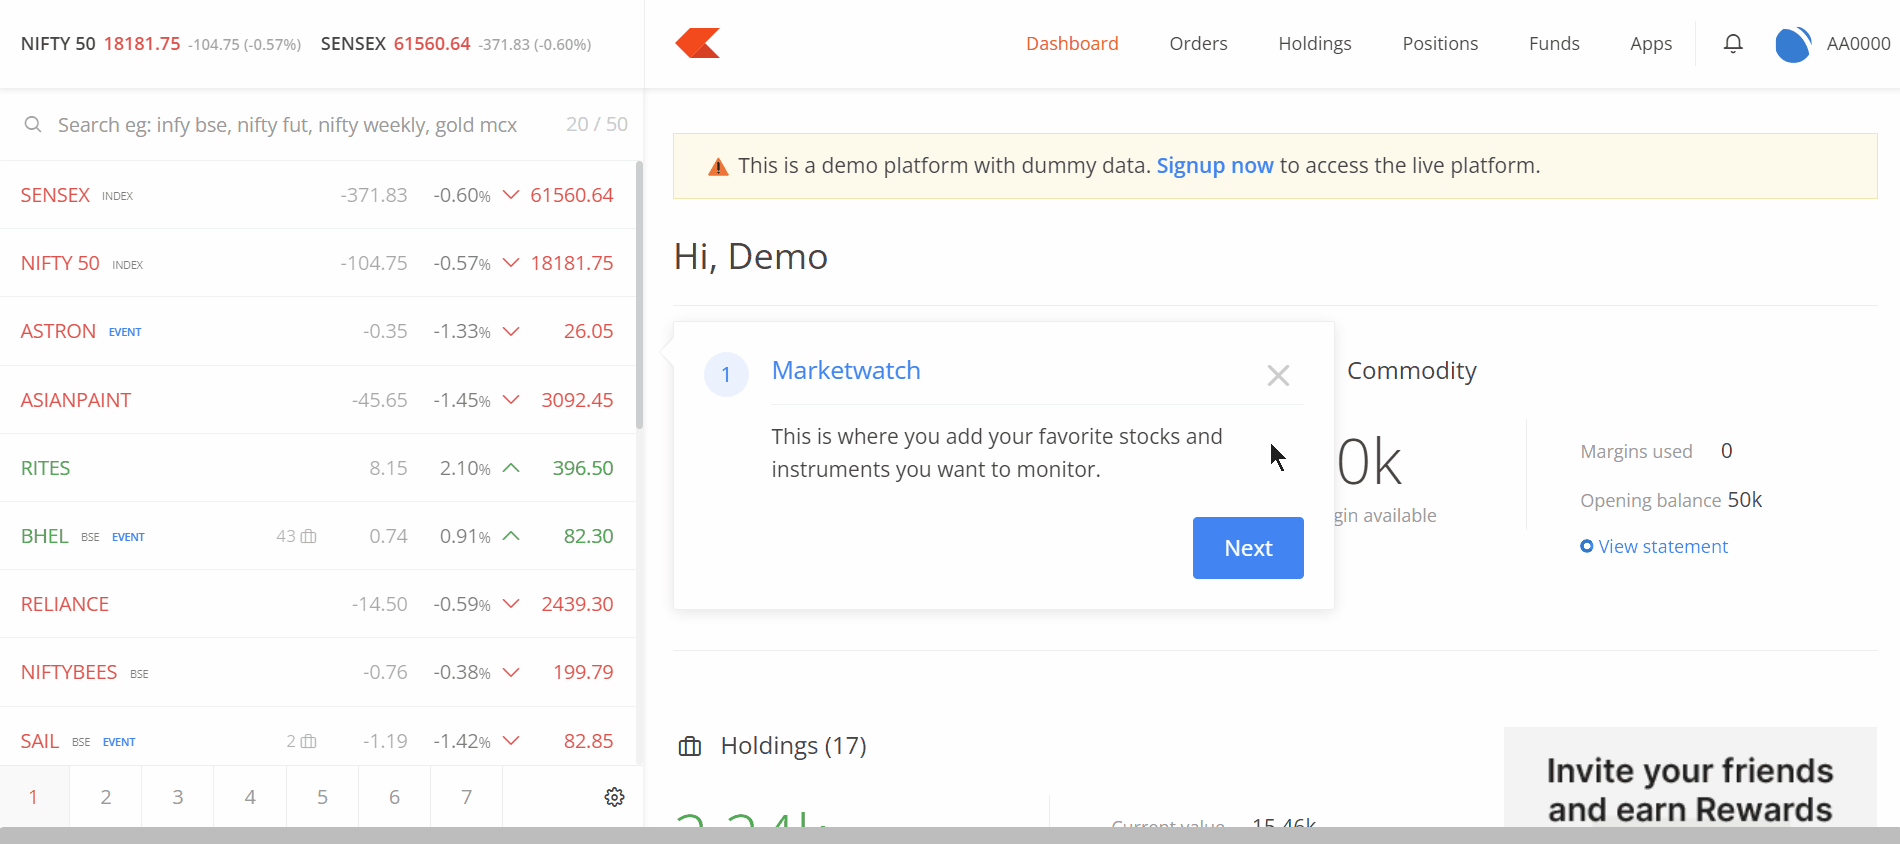 NIFTY 50 18181.75 -104.75 (-0.57%) SENSEX 61560.64 -371.83 (-0.60%)
Dashboard Orders Holdings Positions Funds Apps AA0000
Search eg: infy bse, nifty fut, nifty weekly, gold mcx 20 / 50
SENSEX INDEX -371.83 -0.60% 61560.64
NIFTY 50 INDEX -104.75 -0.57% 18181.75
ASTRON EVENT -0.35 -1.33% 26.05
ASIANPAINT -45.65 -1.45% 3092.45
RITES 8.15 2.10% 396.50
BHEL BSE EVENT 43 0.74 0.91% 82.30
RELIANCE -14.50 -0.59% 2439.30
NIFTYBEES BSE -0.76 -0.38% 199.79
SAIL BSE EVENT 2 -1.19 -1.42% 82.85
1 2 3 4 5 6 7
This is a demo platform with dummy data. Signup now to access the live platform.
Hi, Demo
1 Marketwatch
This is where you add your favorite stocks and
instruments you want to monitor.
Next
Commodity
0k
gin available
Margins used 0
Opening balance 50k
View statement
Holdings (17)
Current value 15.46k
Invite your friends
and earn Rewards